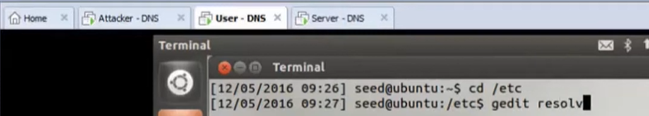 Home × Attacker - DNS × User - DNS × Server - DNS ×
Terminal
Terminal
[12/05/2016 09:26] seed@ubuntu:~$ cd /etc
[12/05/2016 09:27] seed@ubuntu:/etc$ gedit resolv